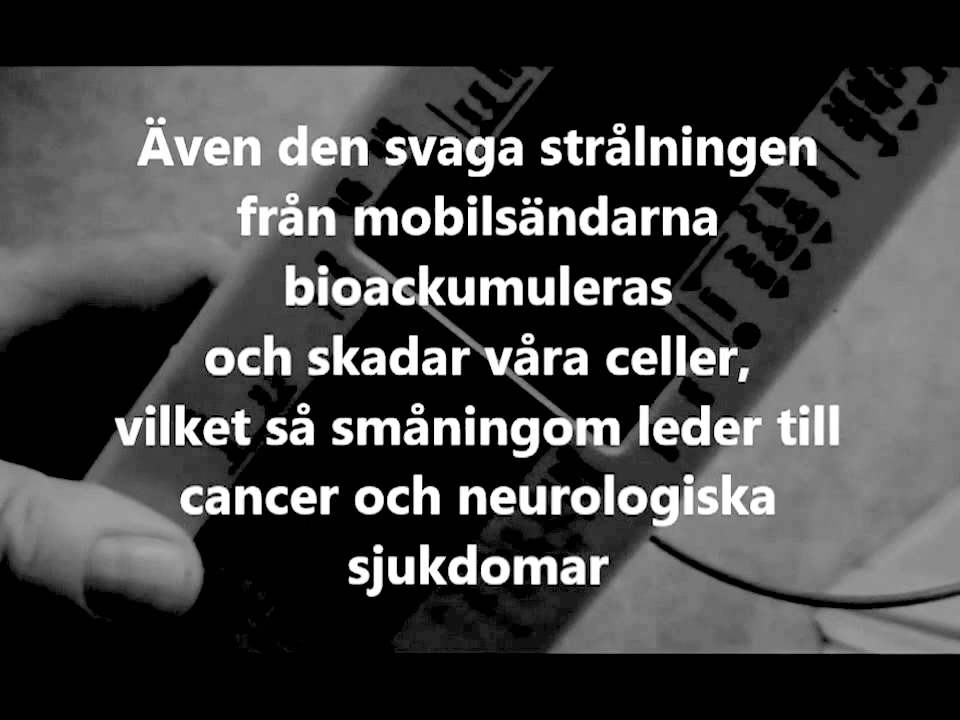 Även den svaga strålningen
från mobilsändarna
bioackumuleras
och skadar våra celler,
vilket så småningom leder till
cancer och neurologiska
sjukdomar